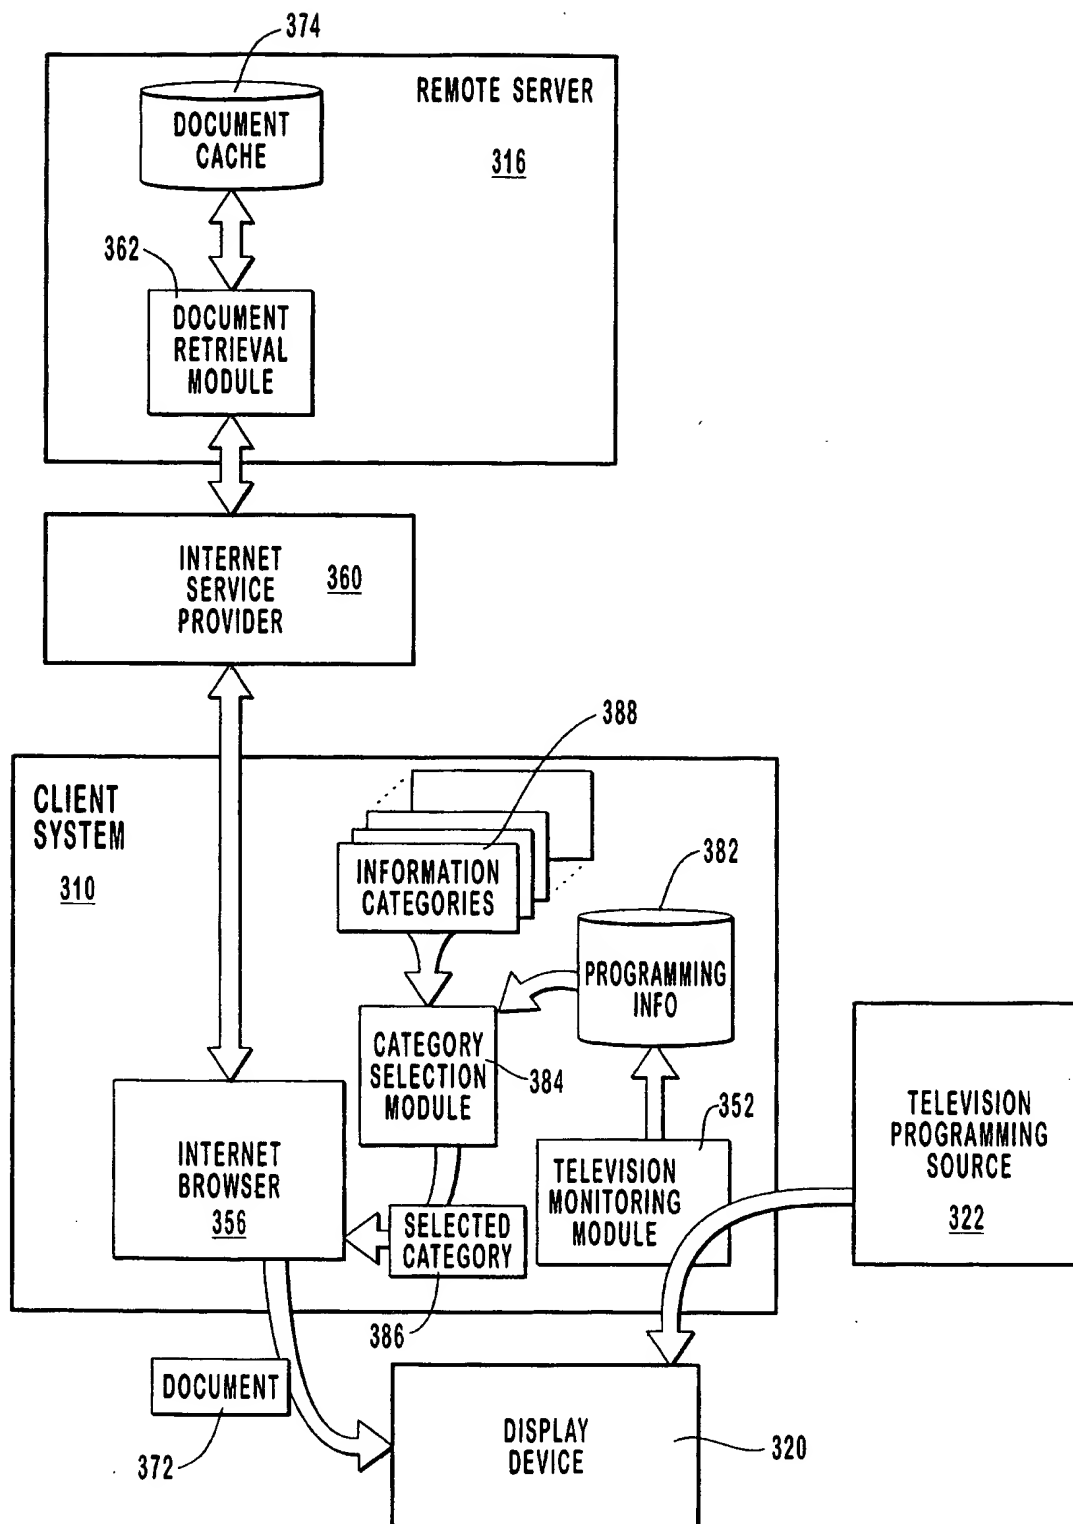 374
REMOTE SERVER
316
DOCUMENT
CACHE
362
DOCUMENT
RETRIEVAL
MODULE
INTERNET
SERVICE
PROVIDER
360
388
CLIENT
SYSTEM
310
INFORMATION
CATEGORIES
382
PROGRAMMING
INFO
CATEGORY
SELECTION
MODULE
384
352
TELEVISION
PROGRAMMING
SOURCE
322
INTERNET
BROWSER
356
TELEVISION
MONITORING
MODULE
SELECTED
CATEGORY
386
DOCUMENT
372
DISPLAY
DEVICE
320